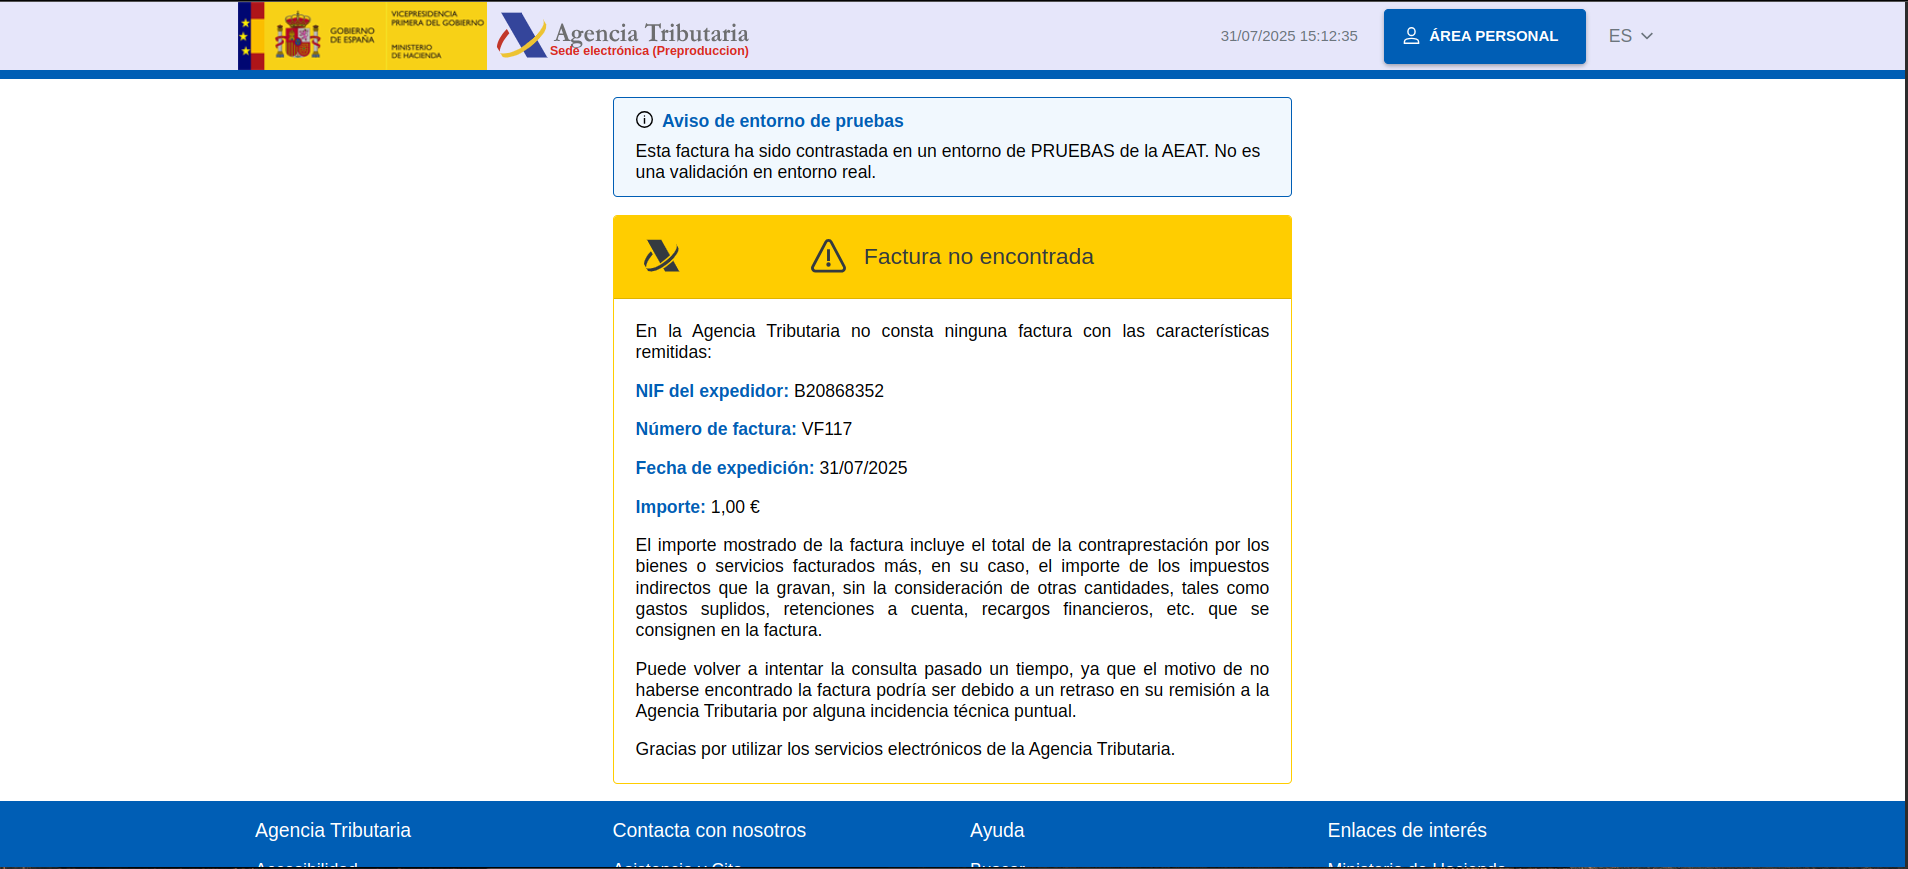 GOBIERNO
DE ESPAÑA
VICEPRESIDENCIA
PRIMERA DEL GOBIERNO
MINISTERIO
DE HACIENDA
Agencia Tributaria
Sede electrónica (Preproduccion)
31/07/2025 15:12:35
ÁREA PERSONAL
ES
Aviso de entorno de pruebas
Esta factura ha sido contrastada en un entorno de PRUEBAS de la AEAT. No es
una validación en entorno real.
Factura no encontrada
En la Agencia Tributaria no consta ninguna factura con las características
remitidas:
NIF del expedidor: B20868352
Número de factura: VF117
Fecha de expedición: 31/07/2025
Importe: 1,00 €
El importe mostrado de la factura incluye el total de la contraprestación por los
bienes o servicios facturados más, en su caso, el importe de los impuestos
indirectos que la gravan, sin la consideración de otras cantidades, tales como
gastos suplidos, retenciones a cuenta, recargos financieros, etc. que se
consignen en la factura.
Puede volver a intentar la consulta pasado un tiempo, ya que el motivo de no
haberse encontrado la factura podría ser debido a un retraso en su remisión a la
Agencia Tributaria por alguna incidencia técnica puntual.
Gracias por utilizar los servicios electrónicos de la Agencia Tributaria.
Agencia Tributaria
Contacta con nosotros
Ayuda
Enlaces de interés
Accesibilidad
Asistencia y Cita
Buscar
Ministerio de Hacienda